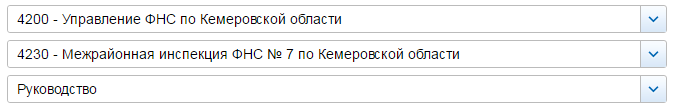 4200 - Управление ФНС по Кемеровской области
4230 - Межрайонная инспекция ФНС № 7 по Кемеровской области
Руководство